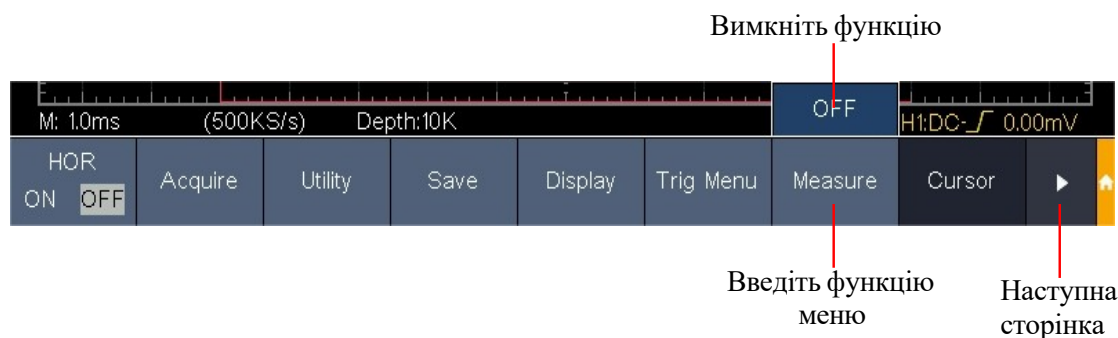 Вимкніть функцію
OFF
M: 1.0ms (500KS/s) Depth:10K H1:DC- 0.00mV
HOR
ON OFF Acquire Utility Save Display Trig Menu Measure Cursor
Введіть функцію
меню
Наступна
сторінка